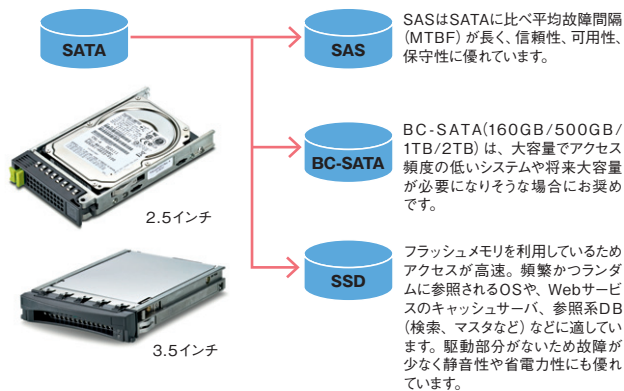 SATA
SAS
SASはSATAに比べ平均故障間隔
(MTBF)が長く、信頼性、可用性、
保守性に優れています。
BC-SATA
BC-SATA(160GB/500GB/
1TB/2TB)は、大容量でアクセス
頻度の低いシステムや将来大容量
が必要になりそうな場合にお奨め
です。
2.5インチ
SSD
フラッシュメモリを利用しているため
アクセスが高速。頻繁かつランダ
ムに参照されるOSや、Webサービ
スのキャッシュサーバ、参照系DB
(検索、マスタなど)などに適してい
ます。駆動部分がないため故障が
少なく静音性や省電力性にも優れ
ています。
3.5インチ